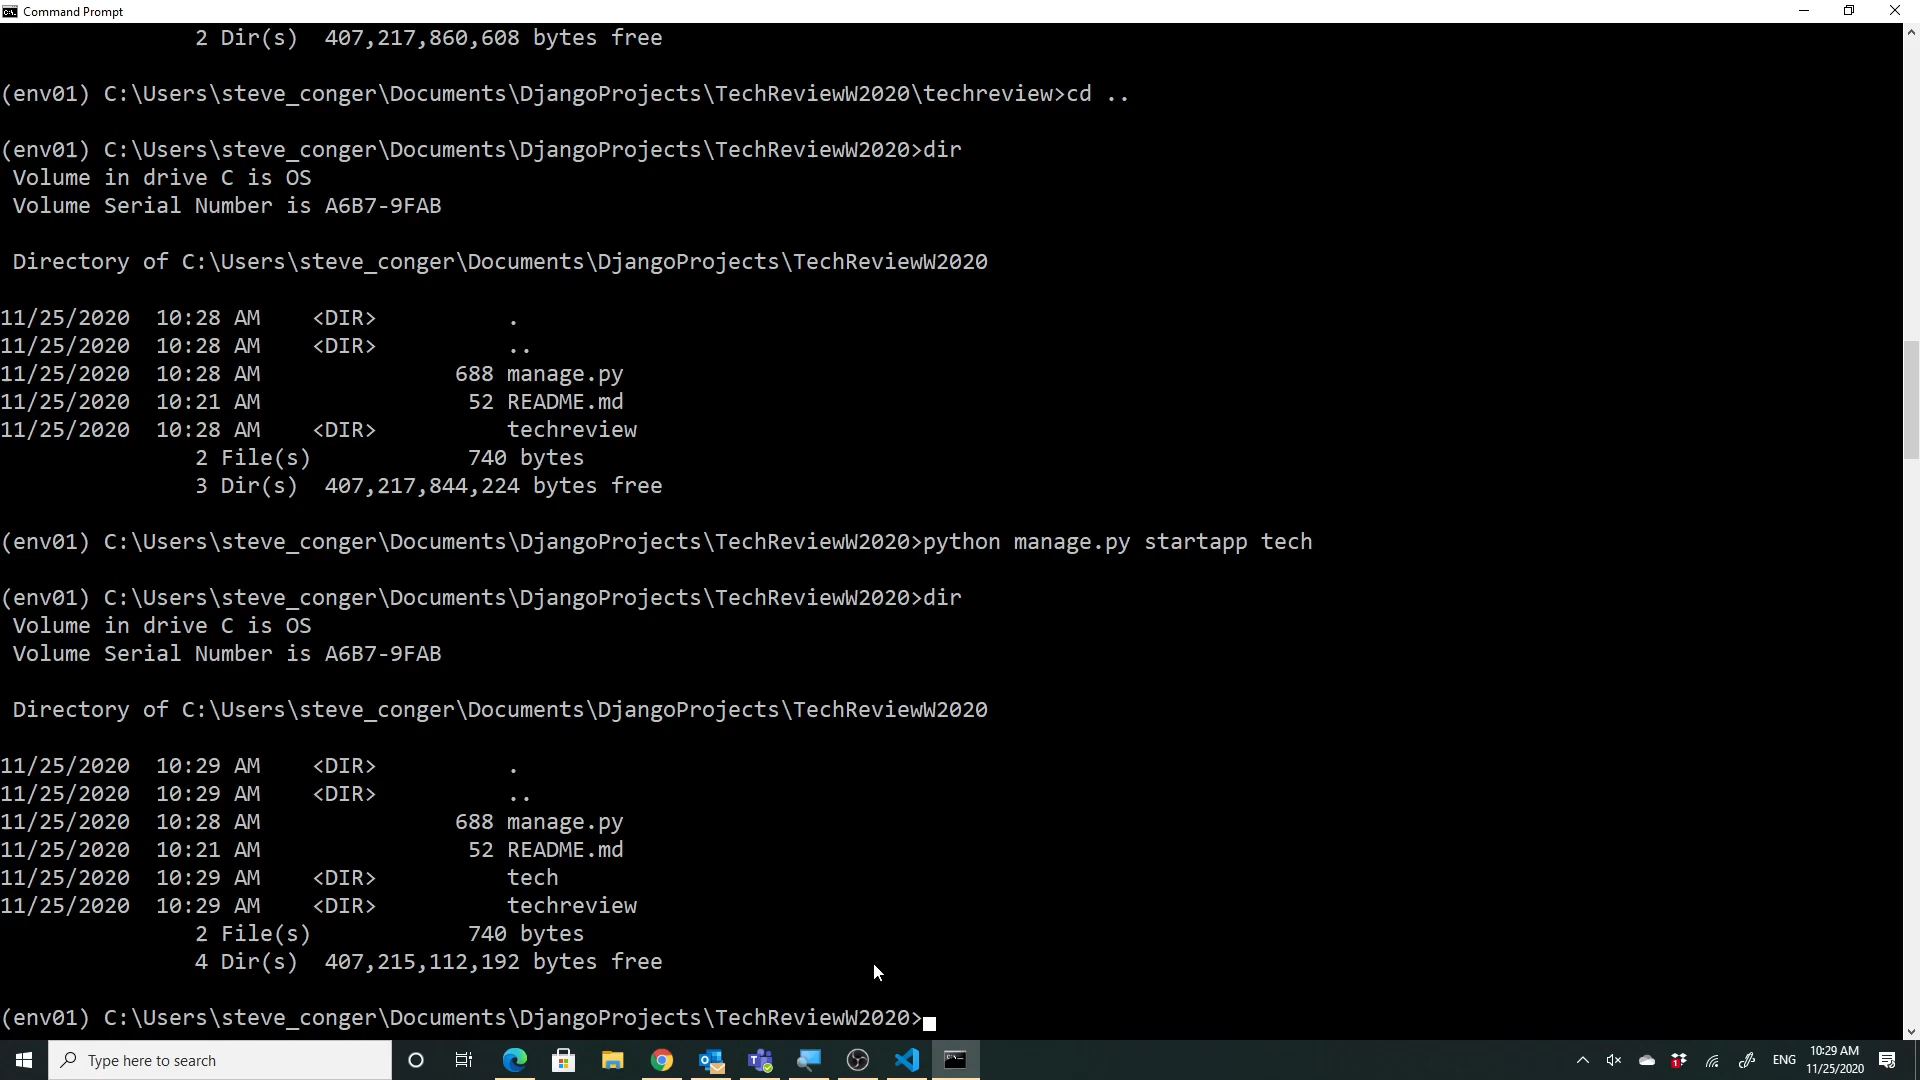 Command Prompt
2 Dir(s)  407,217,860,608 bytes free
(env01) C:\Users\steve_conger\Documents\DjangoProjects\TechReviewW2020\techreview>cd ..
(env01) C:\Users\steve_conger\Documents\DjangoProjects\TechReviewW2020>dir
Volume in drive C is OS
Volume Serial Number is A6B7-9FAB
Directory of C:\Users\steve_conger\Documents\DjangoProjects\TechReviewW2020
11/25/2020  10:28 AM    <DIR>          .
11/25/2020  10:28 AM    <DIR>          ..
11/25/2020  10:28 AM               688 manage.py
11/25/2020  10:21 AM                52 README.md
11/25/2020  10:28 AM    <DIR>          techreview
2 File(s)            740 bytes
3 Dir(s)  407,217,844,224 bytes free
(env01) C:\Users\steve_conger\Documents\DjangoProjects\TechReviewW2020>python manage.py startapp tech
(env01) C:\Users\steve_conger\Documents\DjangoProjects\TechReviewW2020>dir
Volume in drive C is OS
Volume Serial Number is A6B7-9FAB
Directory of C:\Users\steve_conger\Documents\DjangoProjects\TechReviewW2020
11/25/2020  10:29 AM    <DIR>          .
11/25/2020  10:29 AM    <DIR>          ..
11/25/2020  10:28 AM               688 manage.py
11/25/2020  10:21 AM                52 README.md
11/25/2020  10:29 AM    <DIR>          tech
11/25/2020  10:29 AM    <DIR>          techreview
2 File(s)            740 bytes
4 Dir(s)  407,215,112,192 bytes free
(env01) C:\Users\steve_conger\Documents\DjangoProjects\TechReviewW2020>
Type here to search
ENG
10:29 AM
11/25/2020